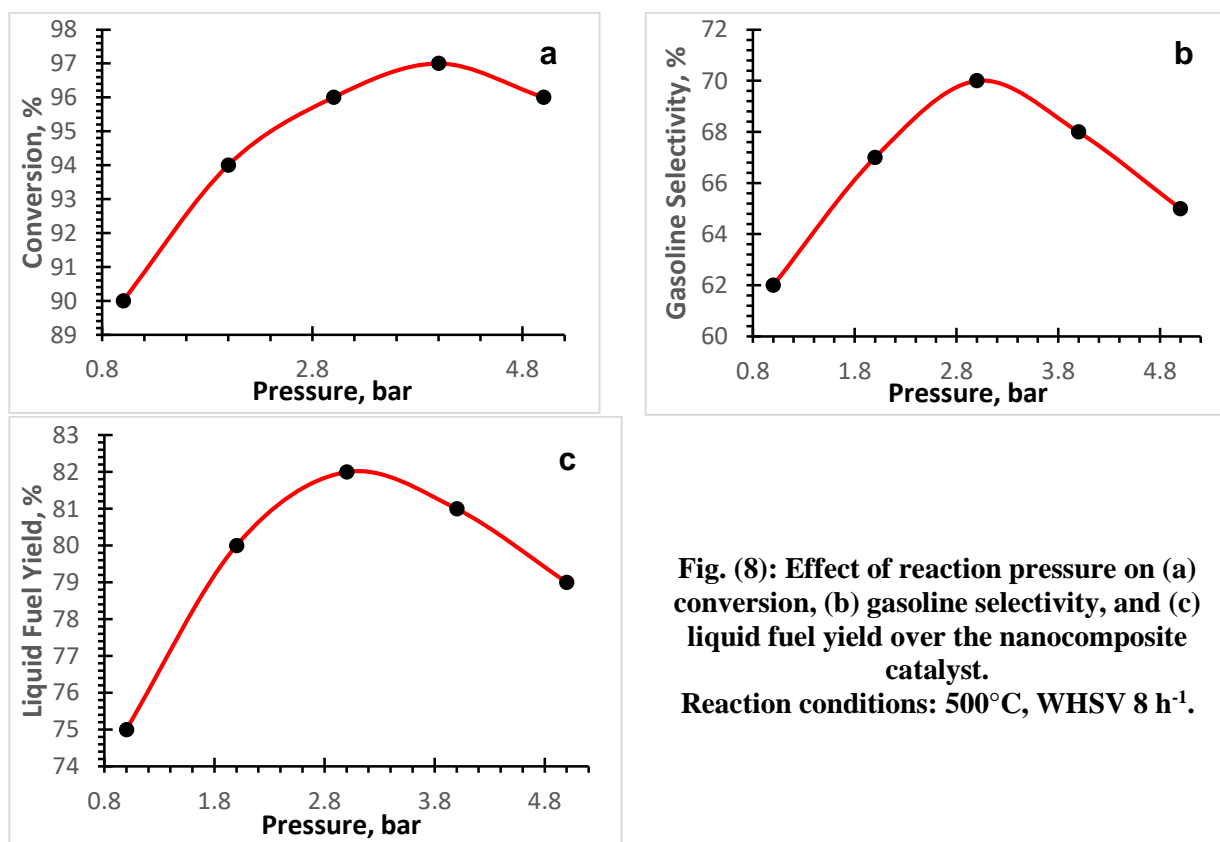 98
97
96
95
94
93
92
91
90
89
Conversion, %
a
0.8 2.8 4.8
Pressure, bar
72
70
68
66
64
62
60
Gasoline Selectivity, %
b
0.8 1.8 2.8 3.8 4.8
Pressure, bar
83
82
81
80
79
78
77
76
75
74
Liquid Fuel Yield, %
c
0.8 1.8 2.8 3.8 4.8
Pressure, bar
Fig. (8): Effect of reaction pressure on (a)
conversion, (b) gasoline selectivity, and (c)
liquid fuel yield over the nanocomposite
catalyst.
Reaction conditions: 500°C, WHSV 8 h⁻¹.